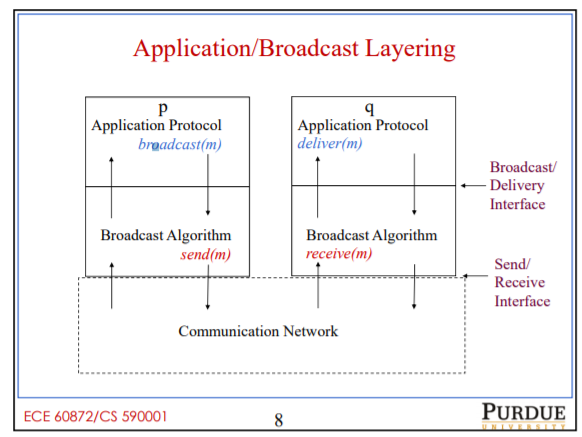 Application/Broadcast Layering
p
Application Protocol
broadcast(m)
q
Application Protocol
deliver(m)
Broadcast/
Delivery
Interface
Broadcast Algorithm
send(m)
Broadcast Algorithm
receive(m)
Send/
Receive
Interface
Communication Network
ECE 60872/CS 590001
8
PURDUE
UNIVERSITY